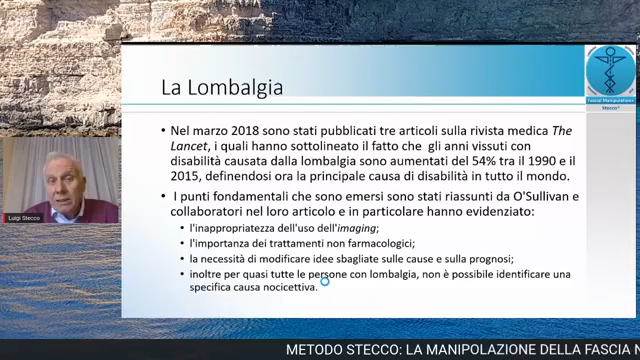 La Lombalgia
Fascial Manipulation®
Stecco®
• Nel marzo 2018 sono stati pubblicati tre articoli sulla rivista medica The
Lancet, i quali hanno sottolineato il fatto che gli anni vissuti con
disabilità causata dalla lombalgia sono aumentati del 54% tra il 1990 e il
2015, definendosi ora la principale causa di disabilità in tutto il mondo.
• I punti fondamentali che sono emersi sono stati riassunti da O'Sullivan e
collaboratori nel loro articolo e in particolare hanno evidenziato:
• l'inappropriatezza dell'uso dell'imaging;
• l'importanza dei trattamenti non farmacologici;
• la necessità di modificare idee sbagliate sulle cause e sulla prognosi;
• inoltre per quasi tutte le persone con lombalgia, non è possibile identificare una
specifica causa nocicettiva.
Luigi Stecco
METODO STECCO: LA MANIPOLAZIONE DELLA FASCIA N